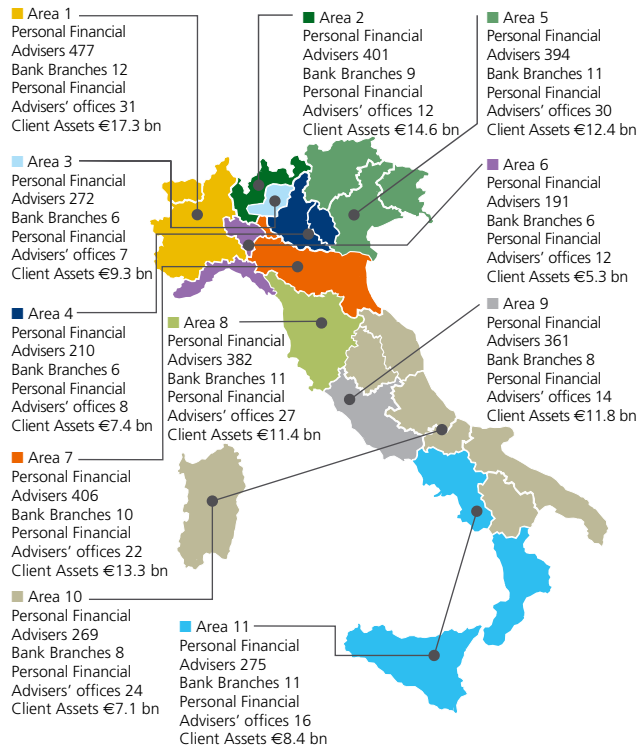 Area 1
Personal Financial
Advisers 477
Bank Branches 12
Personal Financial
Advisers’ offices 31
Client Assets €17.3 bn
Area 2
Personal Financial
Advisers 401
Bank Branches 9
Personal Financial
Advisers’ offices 12
Client Assets €14.6 bn
Area 5
Personal Financial
Advisers 394
Bank Branches 11
Personal Financial
Advisers’ offices 30
Client Assets €12.4 bn
Area 3
Personal Financial
Advisers 272
Bank Branches 6
Personal Financial
Advisers’ offices 7
Client Assets €9.3 bn
Area 6
Personal Financial
Advisers 191
Bank Branches 6
Personal Financial
Advisers’ offices 12
Client Assets €5.3 bn
Area 4
Personal Financial
Advisers 210
Bank Branches 6
Personal Financial
Advisers’ offices 8
Client Assets €7.4 bn
Area 8
Personal Financial
Advisers 382
Bank Branches 11
Personal Financial
Advisers’ offices 27
Client Assets €11.4 bn
Area 9
Personal Financial
Advisers 361
Bank Branches 8
Personal Financial
Advisers’ offices 14
Client Assets €11.8 bn
Area 7
Personal Financial
Advisers 406
Bank Branches 10
Personal Financial
Advisers’ offices 22
Client Assets €13.3 bn
Area 10
Personal Financial
Advisers 269
Bank Branches 8
Personal Financial
Advisers’ offices 24
Client Assets €7.1 bn
Area 11
Personal Financial
Advisers 275
Bank Branches 11
Personal Financial
Advisers’ offices 16
Client Assets €8.4 bn